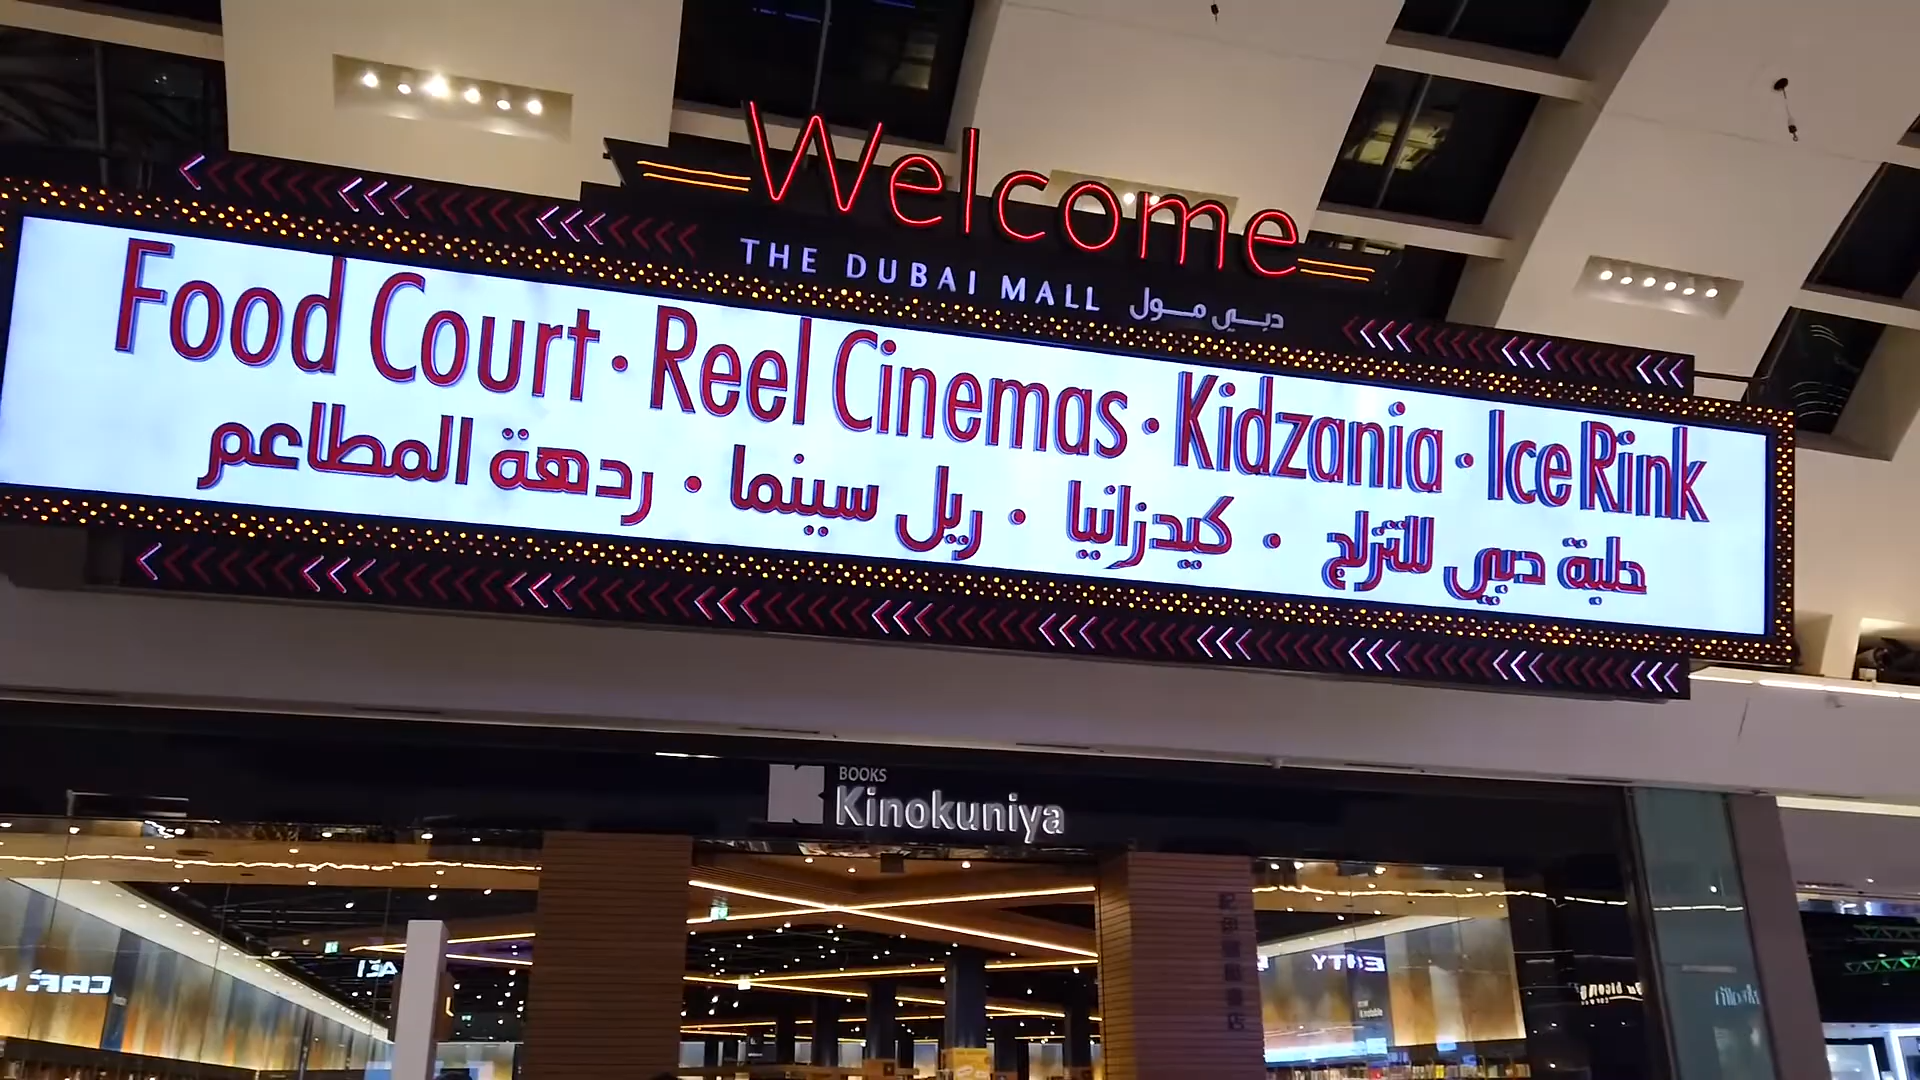 Welcome
THE DUBAI MALL دبي مول
Food Court · Reel Cinemas · Kidzania · Ice Rink
حلبة دبي للتزلج · كيدزانيا · ريل سينما · ردهة المطاعم
BOOKS
Kinokuniya